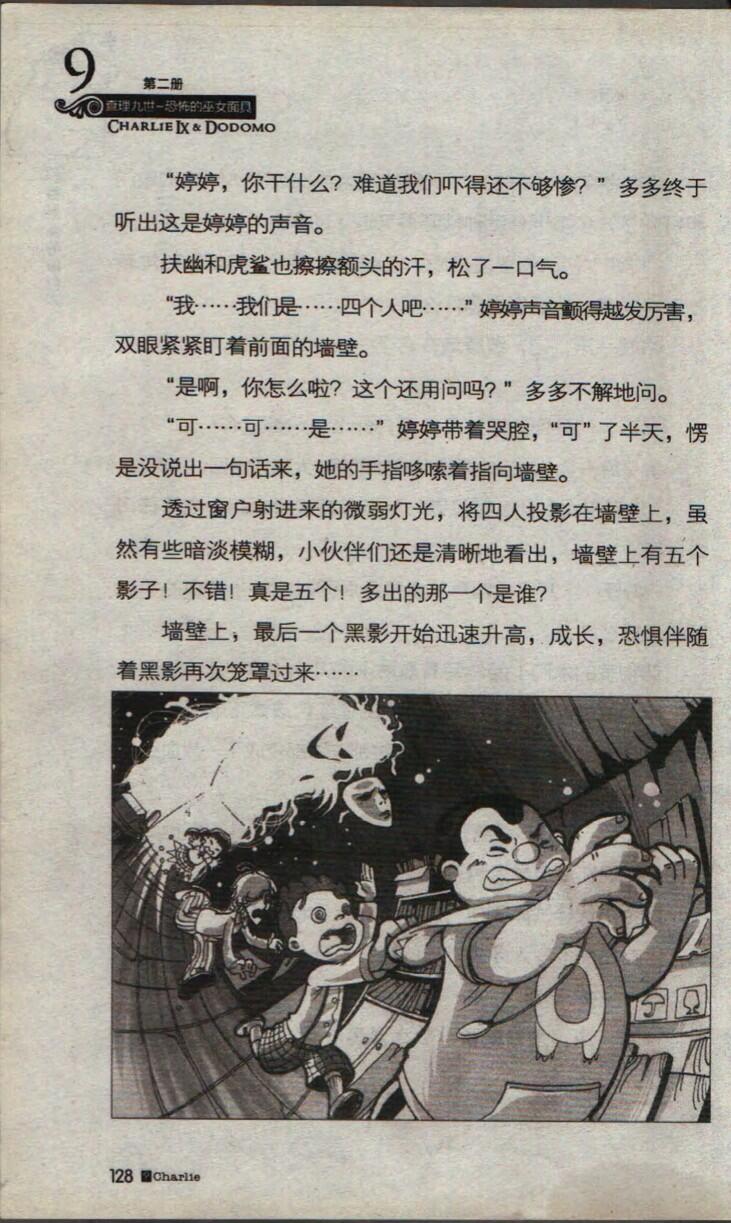 9
第二册
查理九世-恐怖的巫女面具
CHARLIE IX & DODOMO
“婷婷，你干什么？难道我们吓得还不够惨？”多多终于
听出这是婷婷的声音。
扶幽和虎鲨也擦擦额头的汗，松了一口气。
“我……我们是……四个人吧……”婷婷声音颤得越发厉害，
双眼紧紧盯着前面的墙壁。
“是啊，你怎么啦？这个还用问吗？”多多不解地问。
“可……可……是……”婷婷带着哭腔，“可”了半天，愣
是没说出一句话来，她的手指哆嗦着指向墙壁。
透过窗户射进来的微弱灯光，将四人投影在墙壁上，虽
然有些暗淡模糊，小伙伴们还是清晰地看出，墙壁上有五个
影子！不错！真是五个！多出的那一个是谁？
墙壁上，最后一个黑影开始迅速升高，成长，恐惧伴随
着黑影再次笼罩过来……
128 Charlie